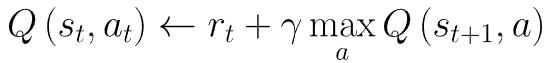 Q (s_t, a_t) ← r_t + γ max_a Q (s_{t+1}, a)